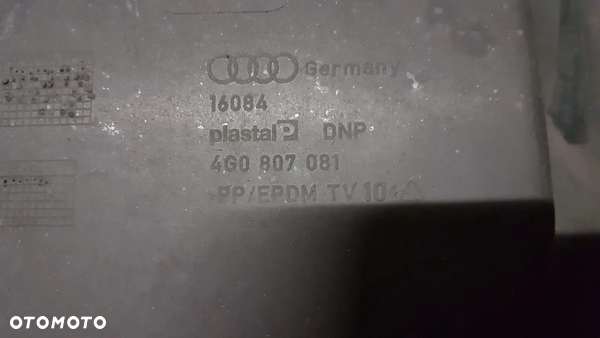 Germany
16084
plastal P DNP
4G0 807 081
>PP/EPDM TV 10<
OTOMOTO